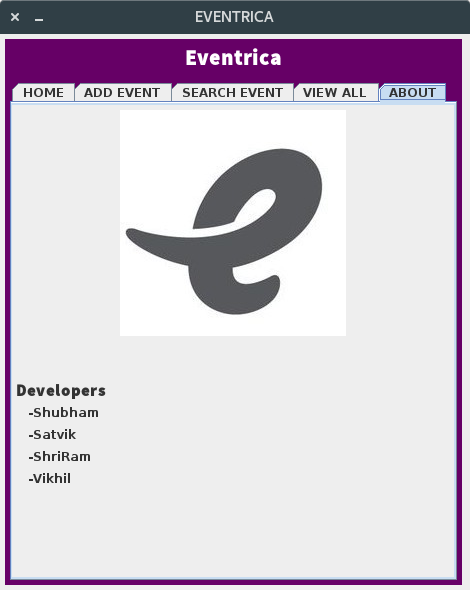 EVENTRICA
Eventrica
HOME ADD EVENT SEARCH EVENT VIEW ALL ABOUT
e
Developers
-Shubham
-Satvik
-ShriRam
-Vikhil